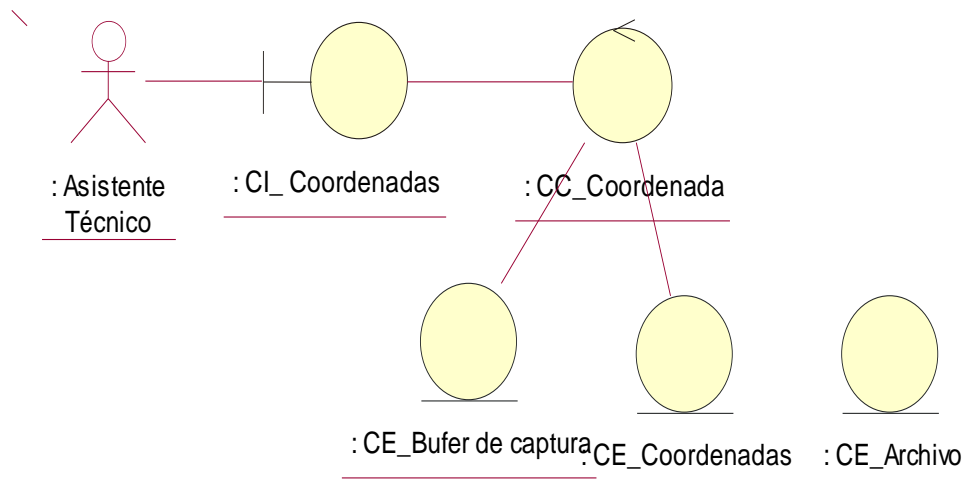 : Asistente
Técnico
: CI_ Coordenadas
: CC_Coordenada
: CE_Bufer de captura
: CE_Coordenadas
: CE_Archivo